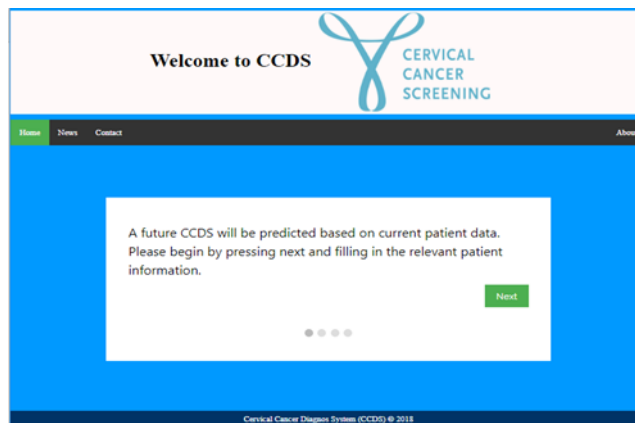 Welcome to CCDS
CERVICAL
CANCER
SCREENING
Home News Contact About
A future CCDS will be predicted based on current patient data.
Please begin by pressing next and filling in the relevant patient
information.
Next
Cervical Cancer Diagnos System (CCDS) © 2018